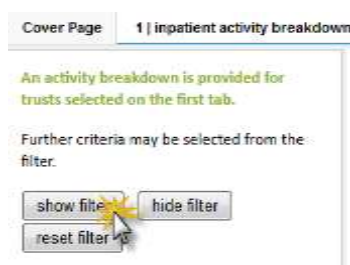 Cover Page 1 | inpatient activity breakdown
An activity breakdown is provided for
trusts selected on the first tab.
Further criteria may be selected from the
filter.
show filter hide filter
reset filter